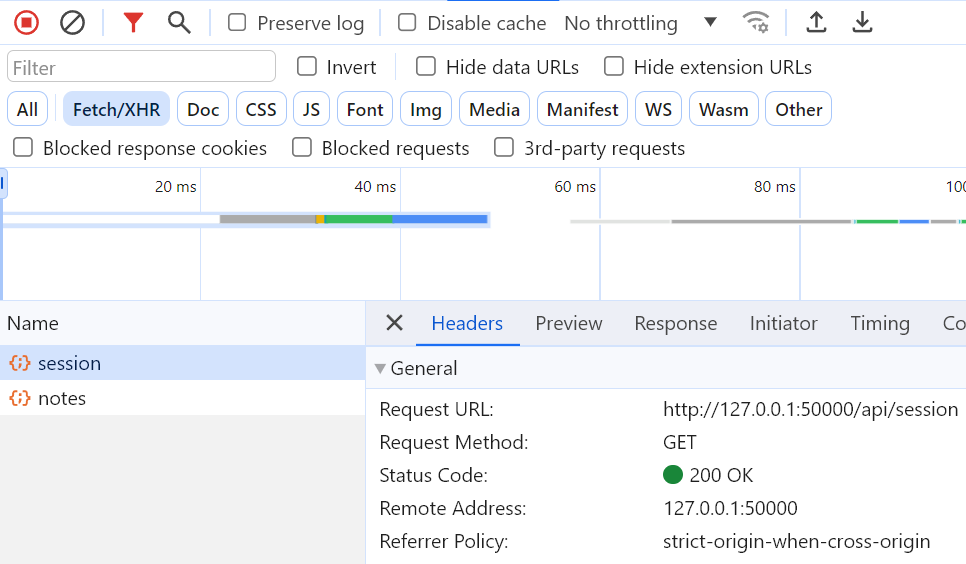 Preserve log Disable cache No throttling
Filter Invert Hide data URLs Hide extension URLs
All Fetch/XHR Doc CSS JS Font Img Media Manifest WS Wasm Other
Blocked response cookies Blocked requests 3rd-party requests
20 ms 40 ms 60 ms 80 ms 100
Name Headers Preview Response Initiator Timing Co
session
notes
General
Request URL: http://127.0.0.1:50000/api/session
Request Method: GET
Status Code: 200 OK
Remote Address: 127.0.0.1:50000
Referrer Policy: strict-origin-when-cross-origin